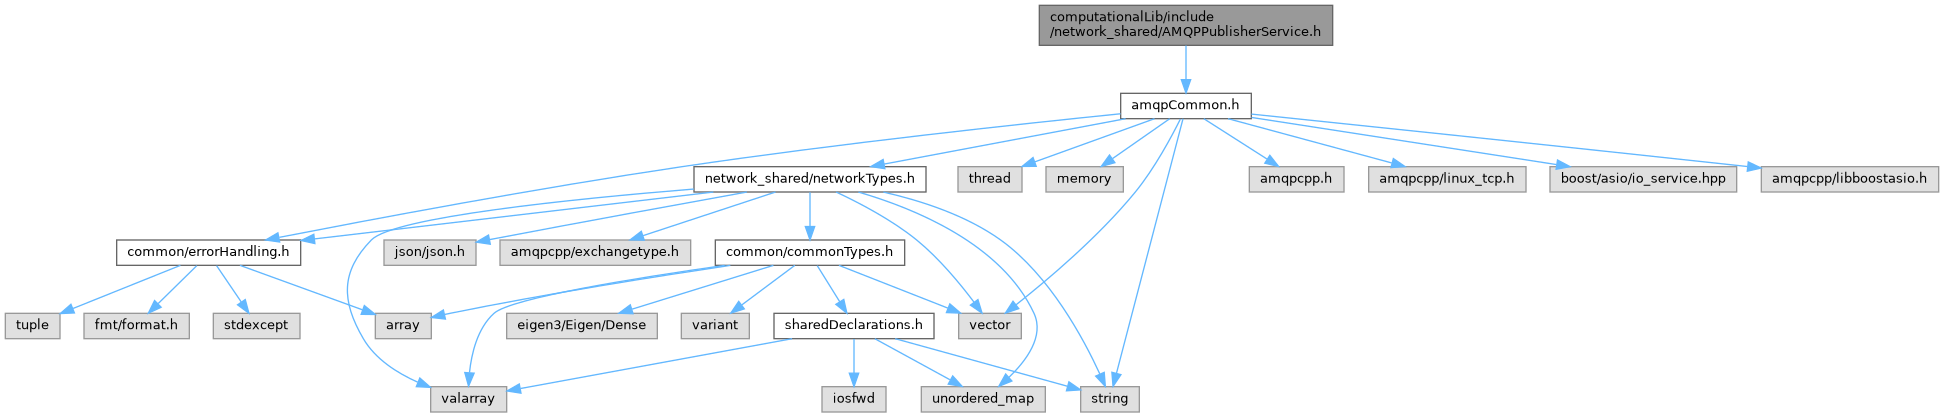 computationalLib/include
/network_shared/AMQPPublisherService.h
amqpCommon.h
network_shared/networkTypes.h
thread
memory
amqpcpp.h
amqpcpp/linux_tcp.h
boost/asio/io_service.hpp
amqpcpp/libboostasio.h
common/errorHandling.h
json/json.h
amqpcpp/exchangetype.h
common/commonTypes.h
tuple
fmt/format.h
stdexcept
array
eigen3/Eigen/Dense
variant
sharedDeclarations.h
vector
valarray
iosfwd
unordered_map
string